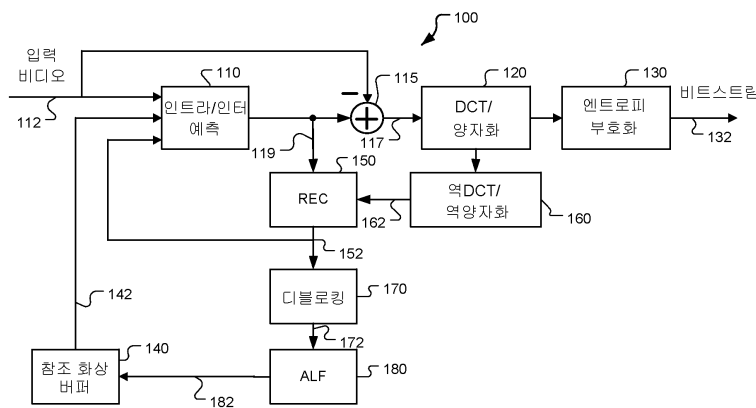 100
입력
비디오
110
115
120
130
인트라/인터
예측
DCT/
양자화
엔트로피
부호화
비트스트림
112
119
117
132
150
REC
162
역DCT/
역양자화
160
152
142
디블로킹
170
172
140
참조 화상
버퍼
182
ALF
180